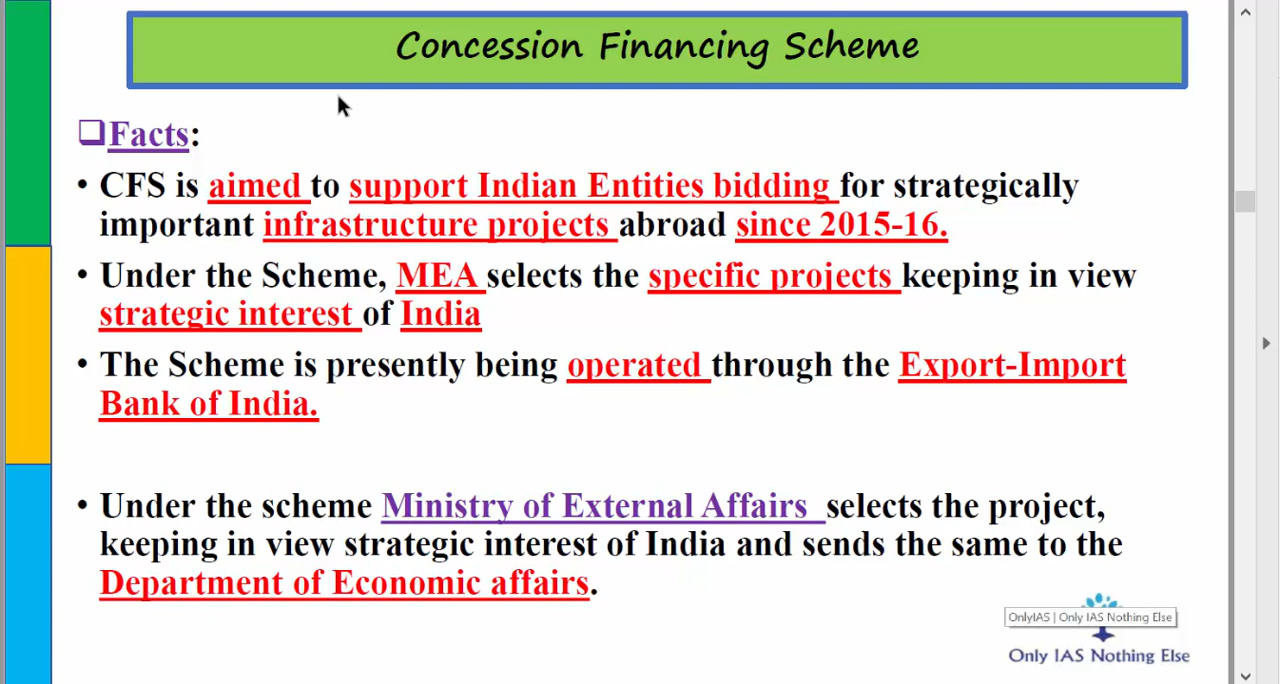 Concession Financing Scheme
❑Facts:
• CFS is aimed to support Indian Entities bidding for strategically
important infrastructure projects abroad since 2015-16.
• Under the Scheme, MEA selects the specific projects keeping in view
strategic interest of India
• The Scheme is presently being operated through the Export-Import
Bank of India.
• Under the scheme Ministry of External Affairs selects the project,
keeping in view strategic interest of India and sends the same to the
Department of Economic affairs.
OnlyIAS | Only IAS Nothing Else
Only IAS Nothing Else